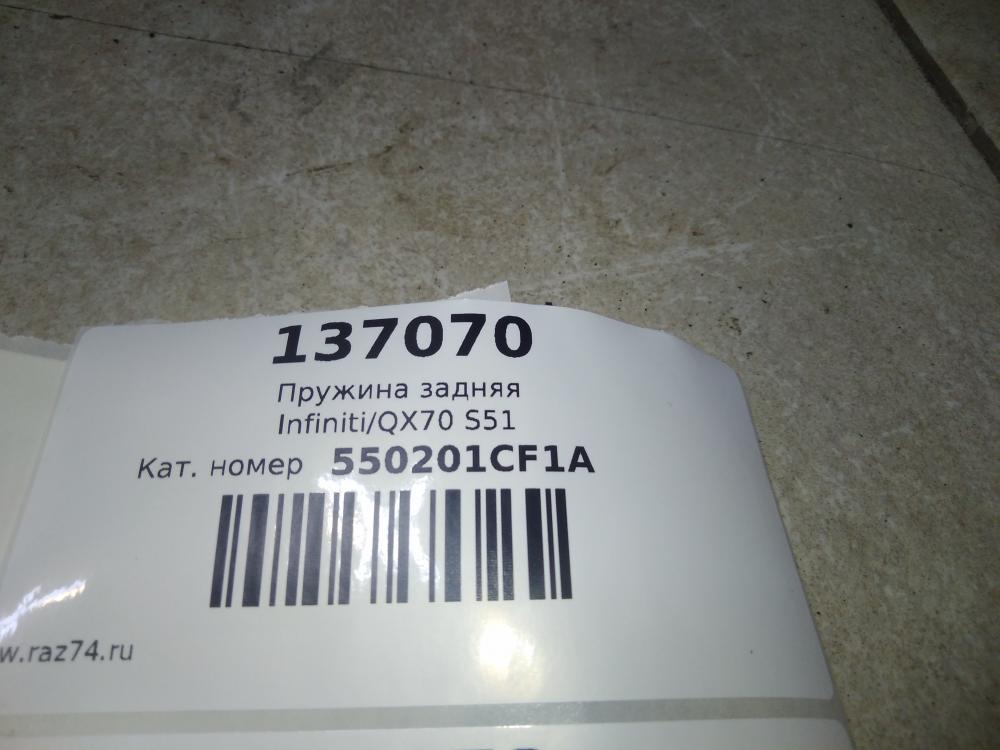 137070
Пружина задняя
Infiniti/QX70 S51
Кат. номер 550201CF1A
w.raz74.ru